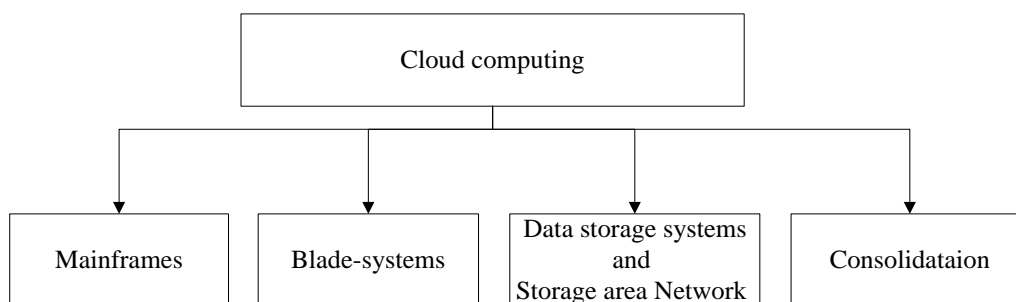 Cloud computing
Mainframes
Blade-systems
Data storage systems
and
Storage area Network
Consolidataion